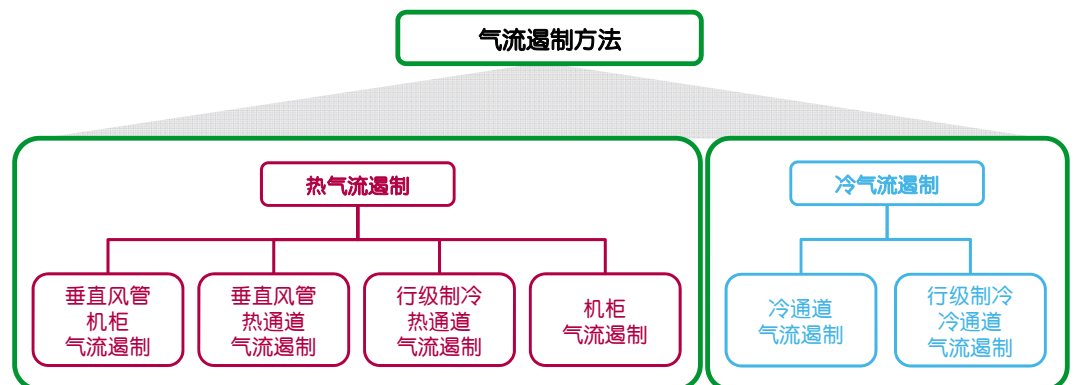 气流遏制方法
热气流遏制
冷气流遏制
垂直风管
机柜
气流遏制
垂直风管
热通道
气流遏制
行级制冷
热通道
气流遏制
机柜
气流遏制
冷通道
气流遏制
行级制冷
冷通道
气流遏制